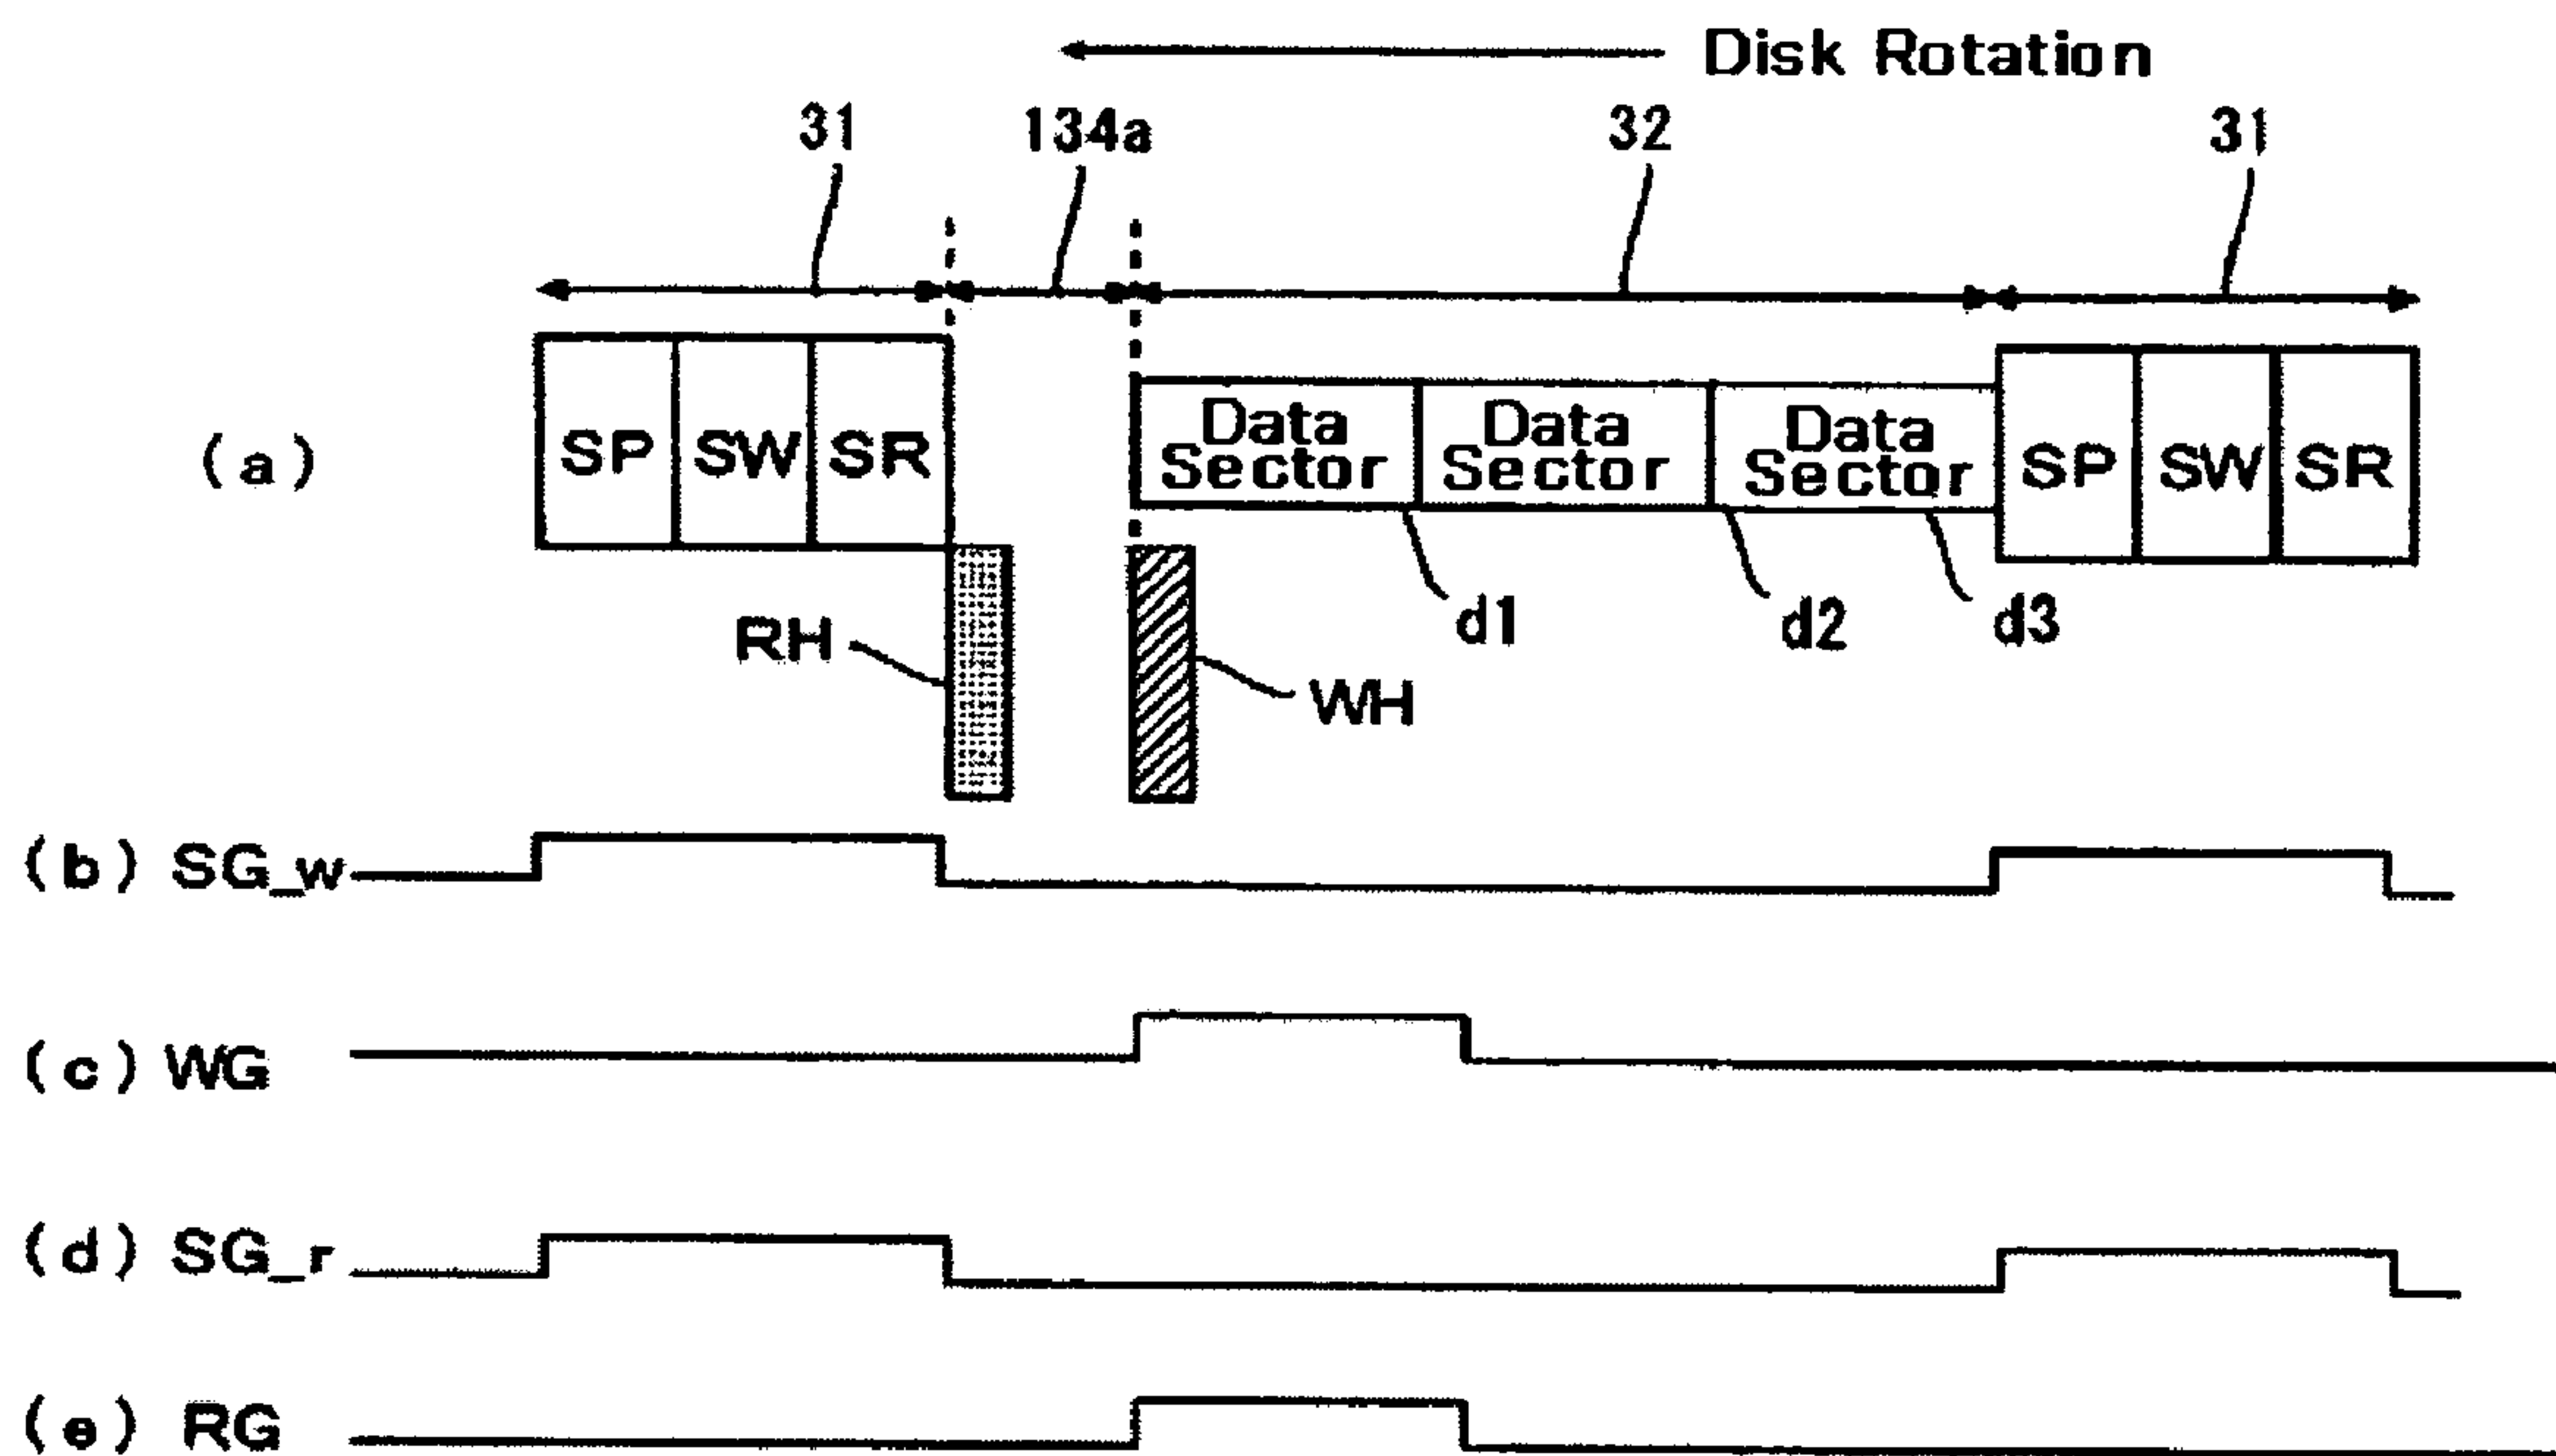 Disk Rotation
31 134a 32 31
(a) SP SW SR Data Sector Data Sector Data Sector SP SW SR
d1 d2 d3
RH
WH
(b) SG_w
(c) WG
(d) SG_r
(e) RG